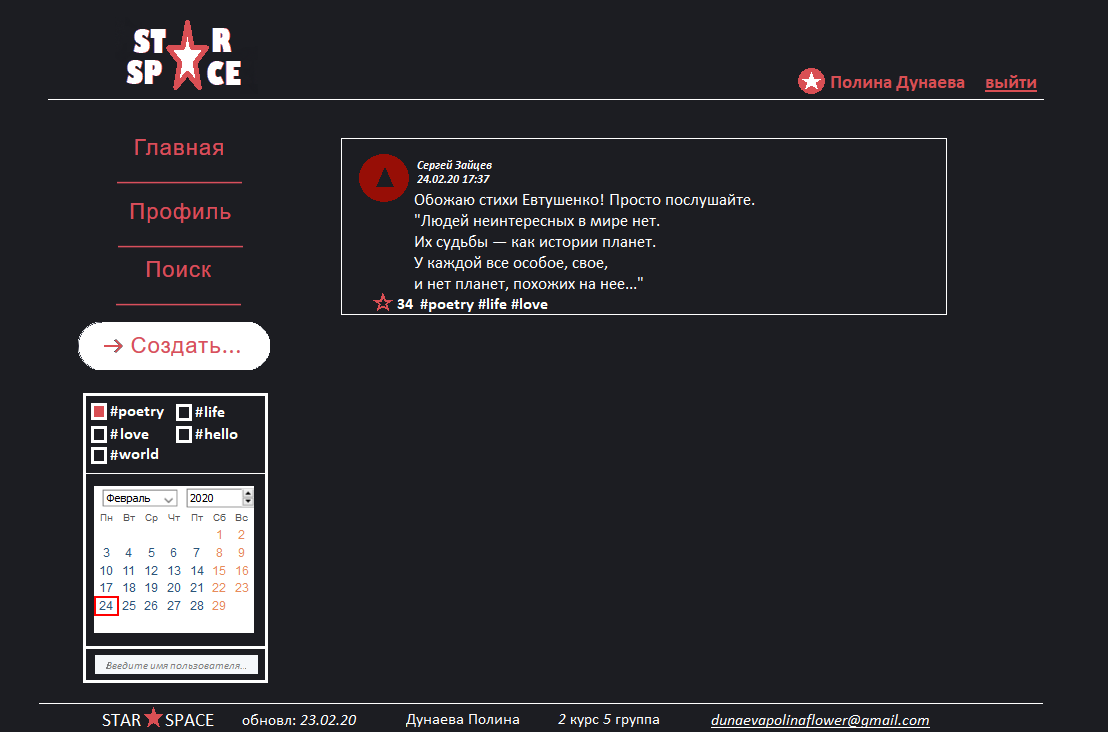 ST★R
SP★CE
Полина Дунаева выйти
Главная
Профиль
Поиск
→ Создать...
Сергей Зайцев
24.02.20 17:37
Обожаю стихи Евтушенко! Просто послушайте.
"Людей неинтересных в мире нет.
Их судьбы — как истории планет.
У каждой все особое, свое,
и нет планет, похожих на нее..."
34 #poetry #life #love
#poetry #life
#love #hello
#world
Февраль 2020
Пн Вт Ср Чт Пт Сб Вс
1 2
3 4 5 6 7 8 9
10 11 12 13 14 15 16
17 18 19 20 21 22 23
24 25 26 27 28 29
Введите имя пользователя...
STAR★SPACE обновл: 23.02.20 Дунаева Полина 2 курс 5 группа dunaevapolinaflower@gmail.com